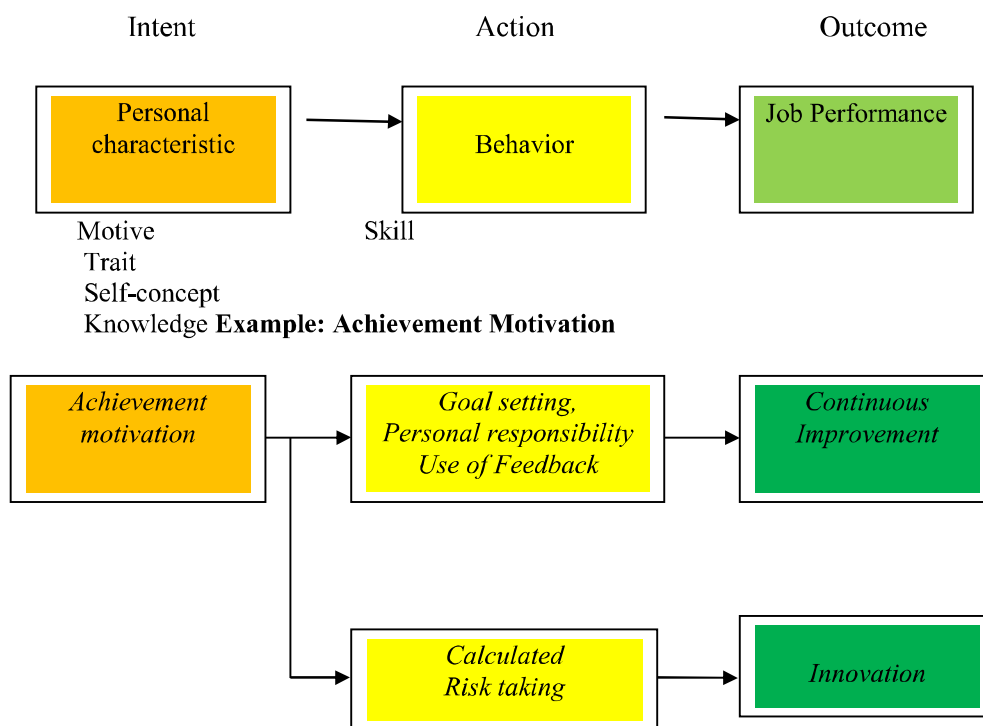 Intent Action Outcome
Personal
characteristic
Behavior
Job Performance
Motive Skill
Trait
Self-concept
Knowledge Example: Achievement Motivation
Achievement
motivation
Goal setting,
Personal responsibility
Use of Feedback
Continuous
Improvement
Calculated
Risk taking
Innovation